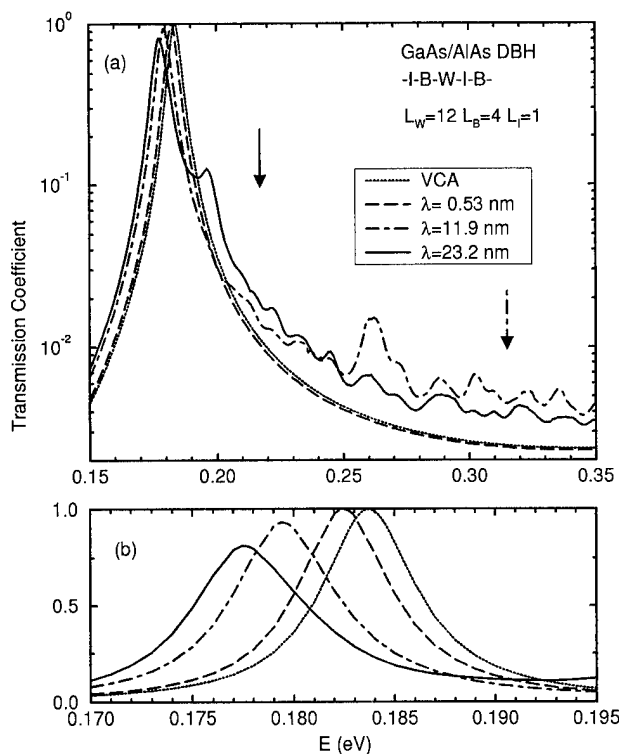 10⁰
(a)
GaAs/AlAs DBH
-I-B-W-I-B-
L_W=12 L_B=4 L_I=1
10⁻¹
VCA
λ= 0.53 nm
λ=11.9 nm
λ=23.2 nm
Transmission Coefficient
10⁻²
0.15 0.20 0.25 0.30 0.35
1.0
(b)
0.5
0.0
0.170 0.175 0.180 0.185 0.190 0.195
E (eV)